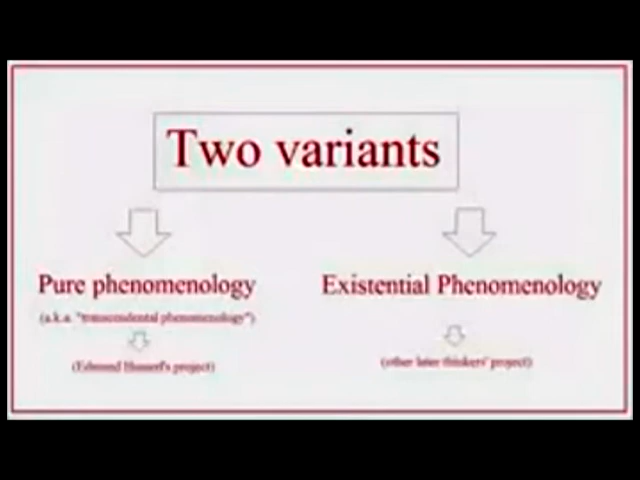 Two variants
Pure phenomenology
Existential Phenomenology
(a.k.a. "transcendental phenomenology")
(Edmund Husserl's project)
(other later thinkers' project)